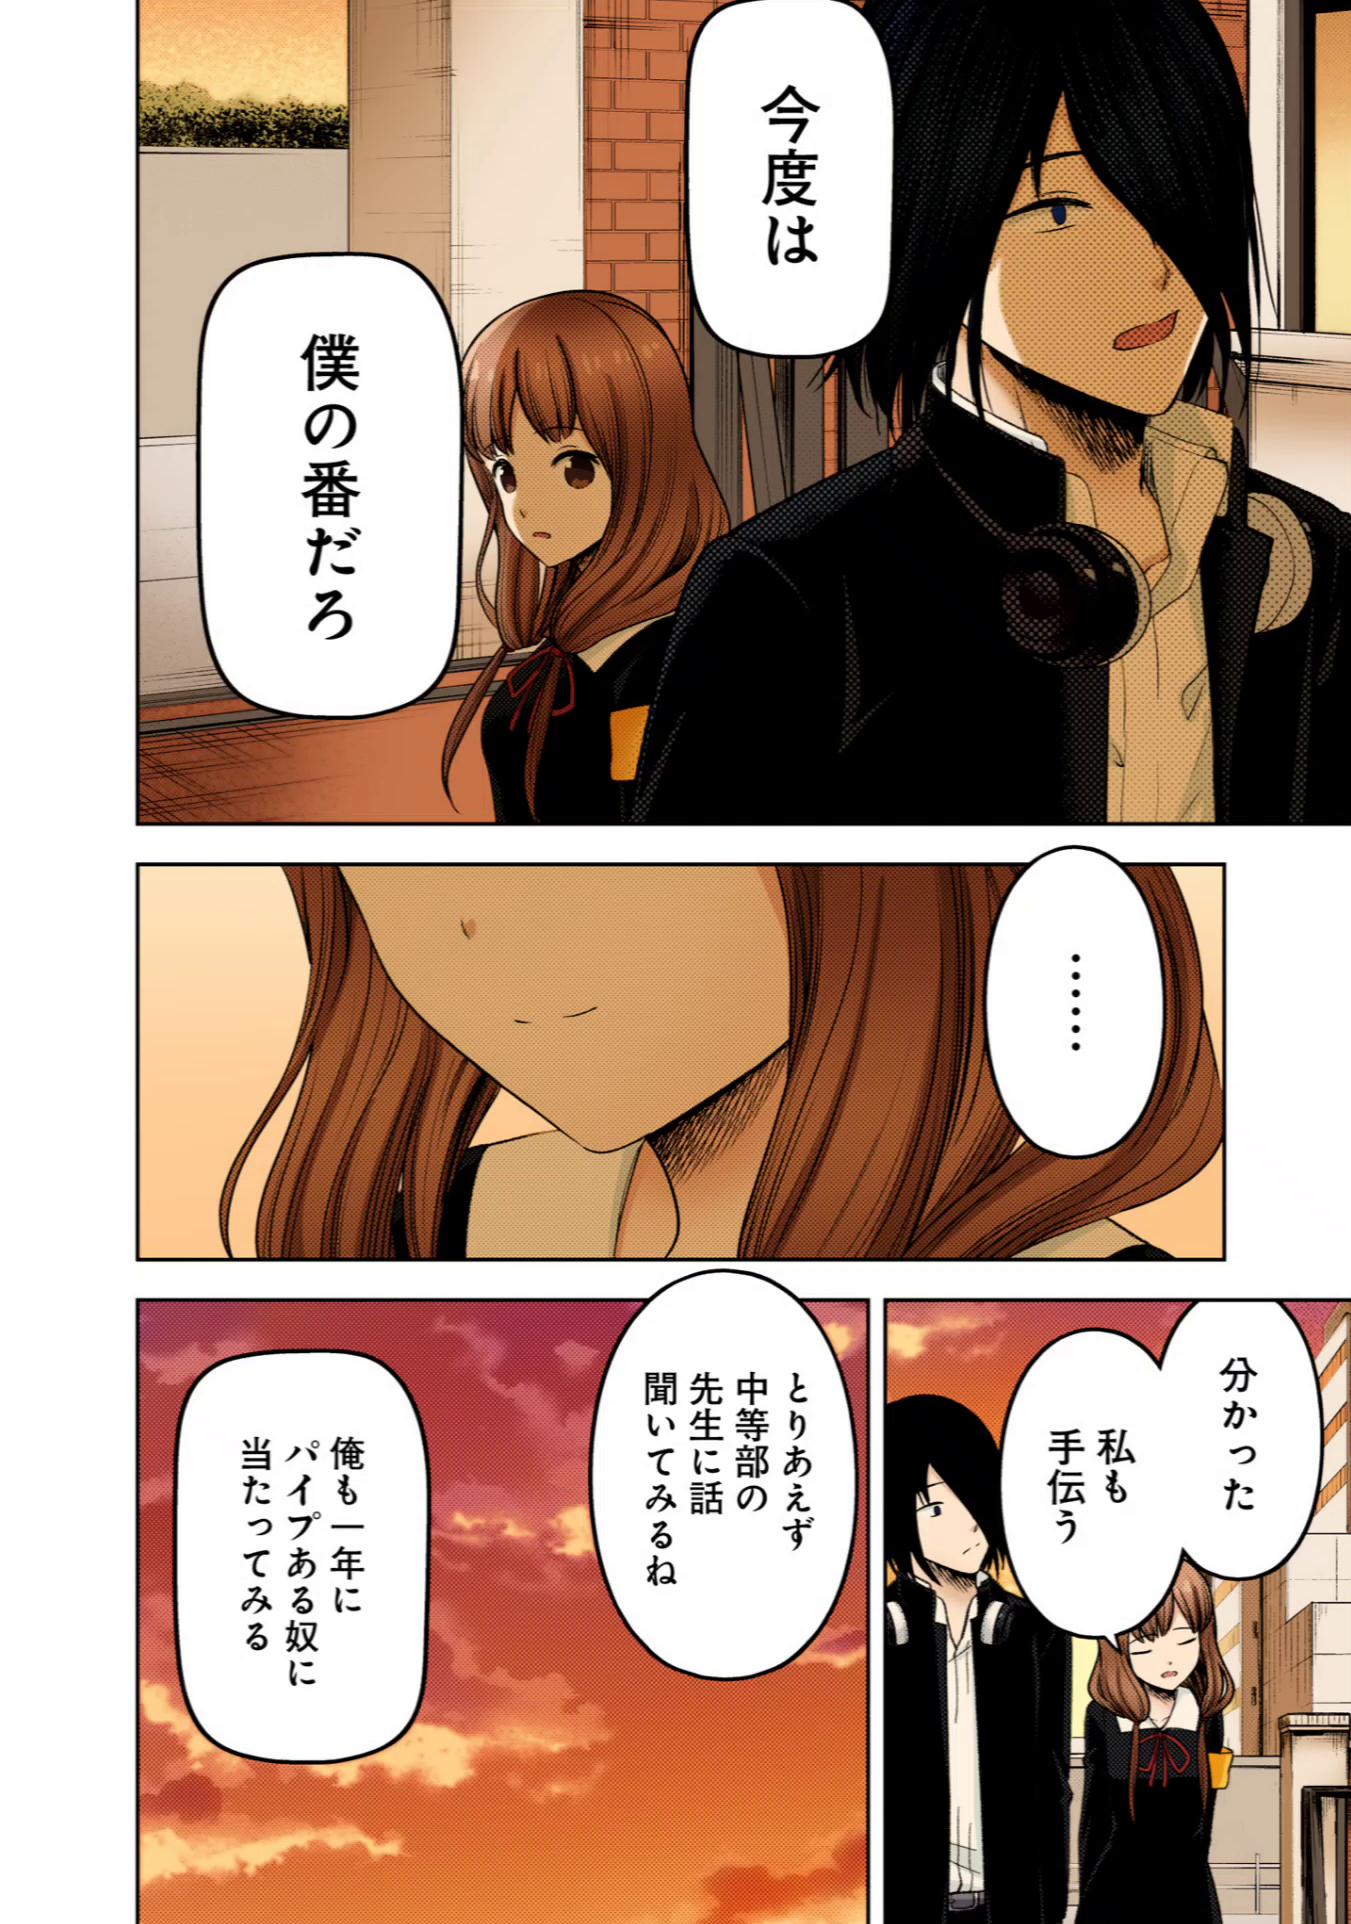 今度は
僕の番だろ
……
分かった
私も
手伝う
とりあえず
中等部の
先生に話
聞いてみるね
俺も一年に
パイプある奴に
当たってみる